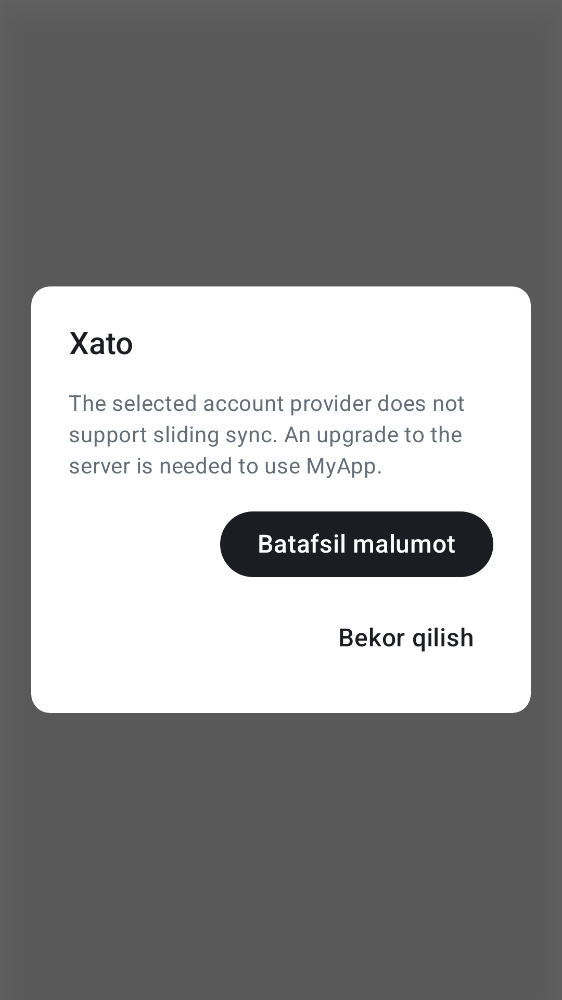 Xato
The selected account provider does not
support sliding sync. An upgrade to the
server is needed to use MyApp.
Batafsil malumot
Bekor qilish